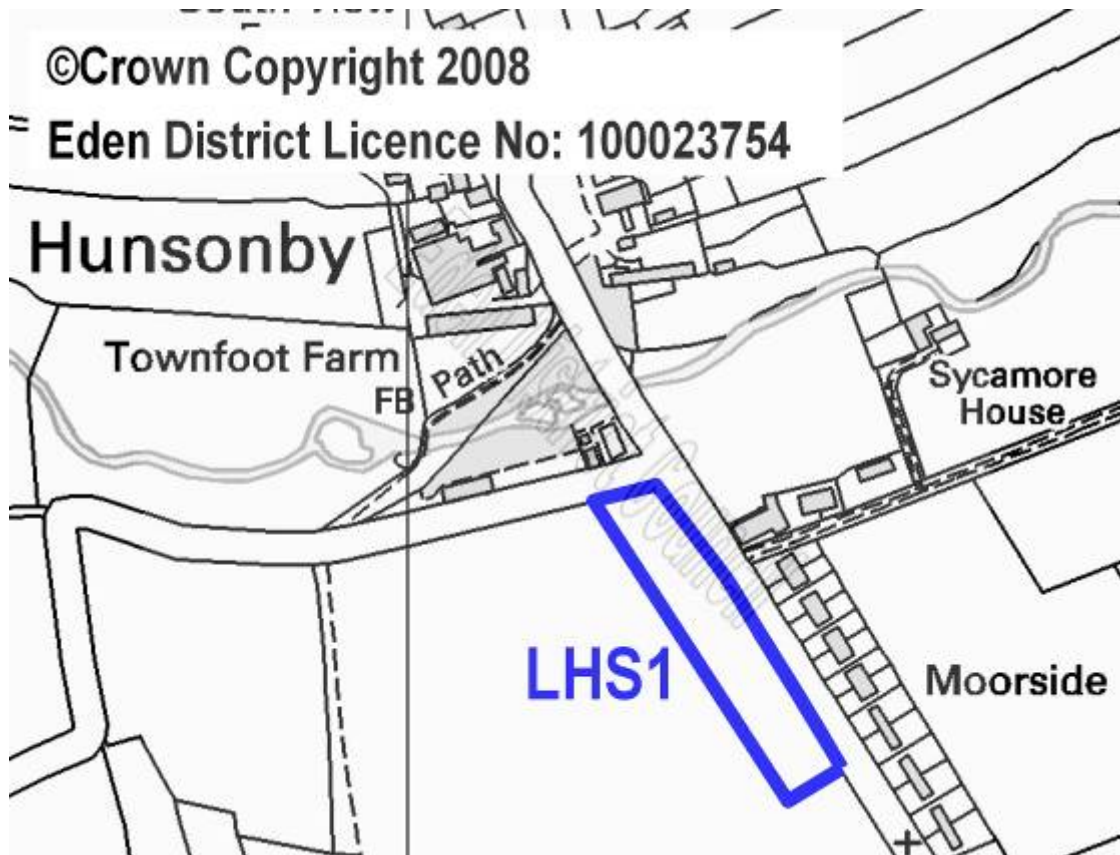 ©Crown Copyright 2008
Eden District Licence No: 100023754
Hunsonby
Townfoot Farm
Path
FB
Sycamore
House
LHS1
Moorside